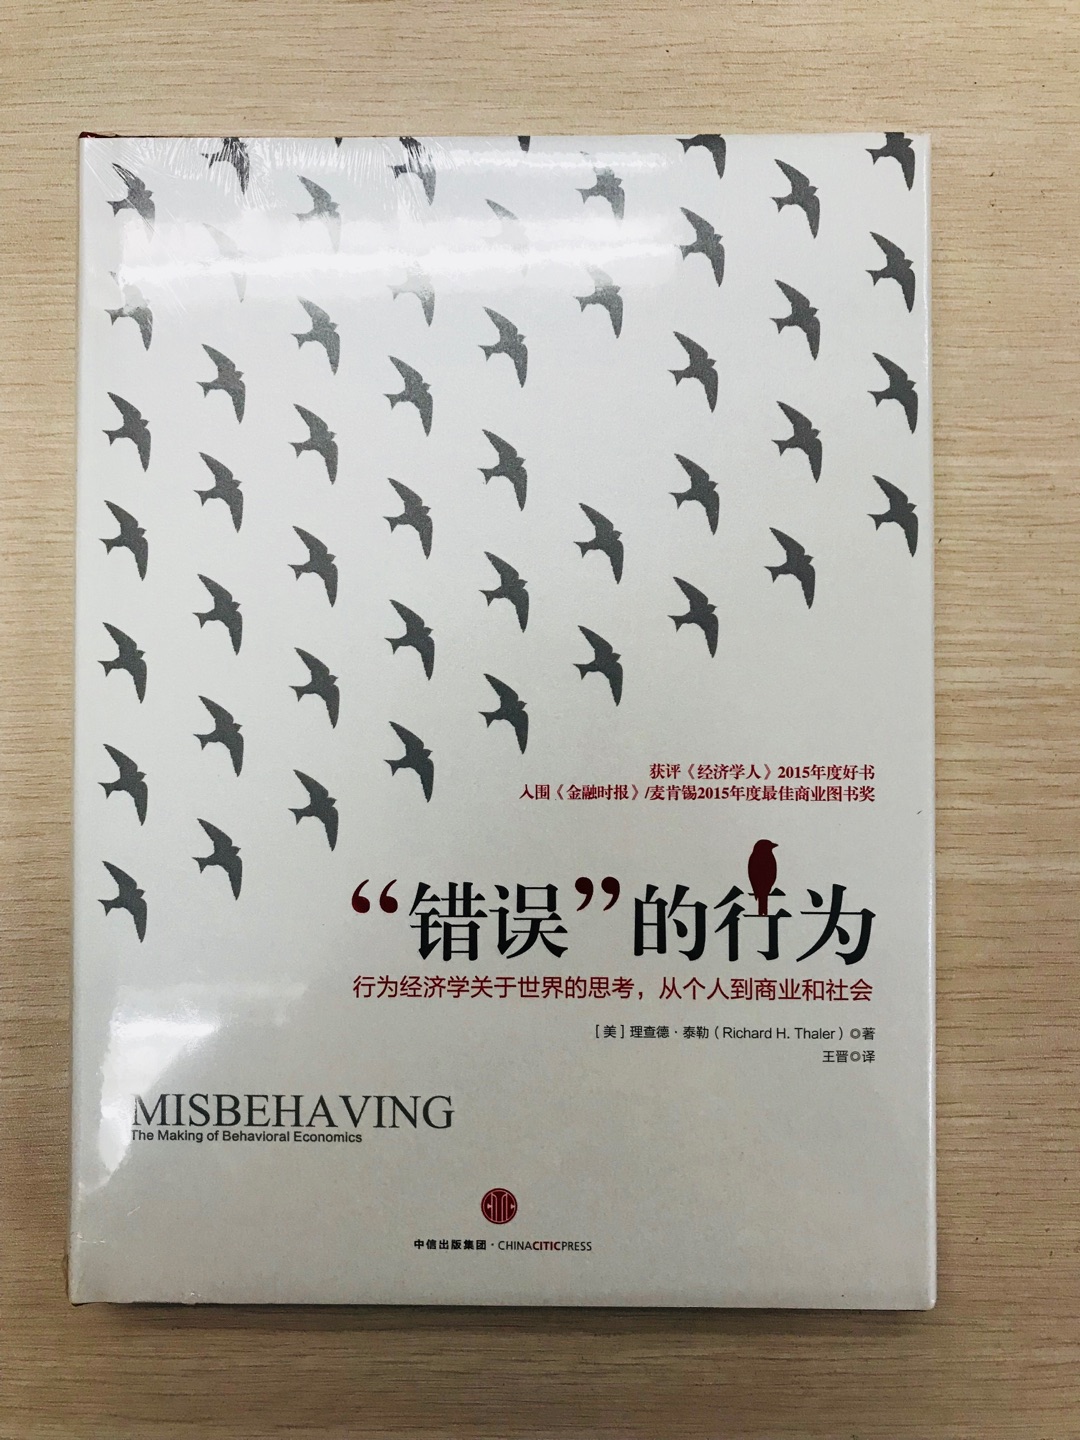 获评《经济学人》2015年度好书
入围《金融时报》/麦肯锡2015年度最佳商业图书奖
“错误”的行为
行为经济学关于世界的思考，从个人到商业和社会
［美］理查德·泰勒（Richard H. Thaler）◎著
王晋◎译
MISBEHAVING
The Making of Behavioral Economics
中信出版集团·CHINACITICPRESS